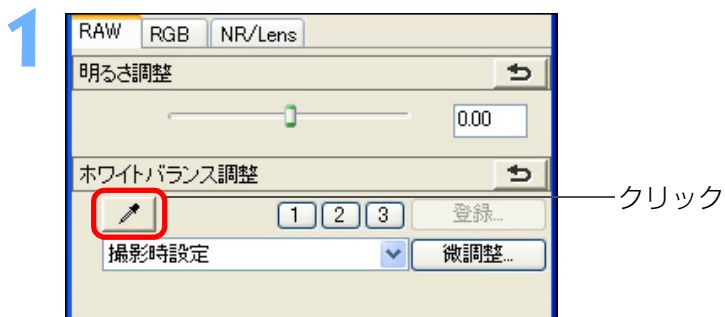 1
RAW RGB NR/Lens
明るさ調整
0.00
ホワイトバランス調整
クリック
1 2 3 登録...
撮影時設定 微調整...